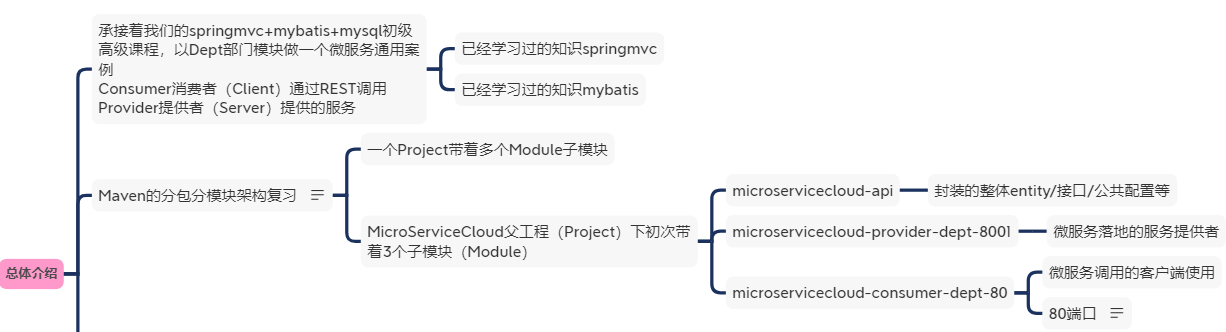 承接着我们的springmvc+mybatis+mysql初级
高级课程，以Dept部门模块做一个微服务通用案
例
Consumer消费者（Client）通过REST调用
Provider提供者（Server）提供的服务
已经学习过的知识springmvc
已经学习过的知识mybatis
一个Project带着多个Module子模块
Maven的分包分模块架构复习
MicroServiceCloud父工程（Project）下初次带
着3个子模块（Module）
microservicecloud-api
封装的整体entity/接口/公共配置等
microservicecloud-provider-dept-8001
微服务落地的服务提供者
microservicecloud-consumer-dept-80
微服务调用的客户端使用
80端口
总体介绍